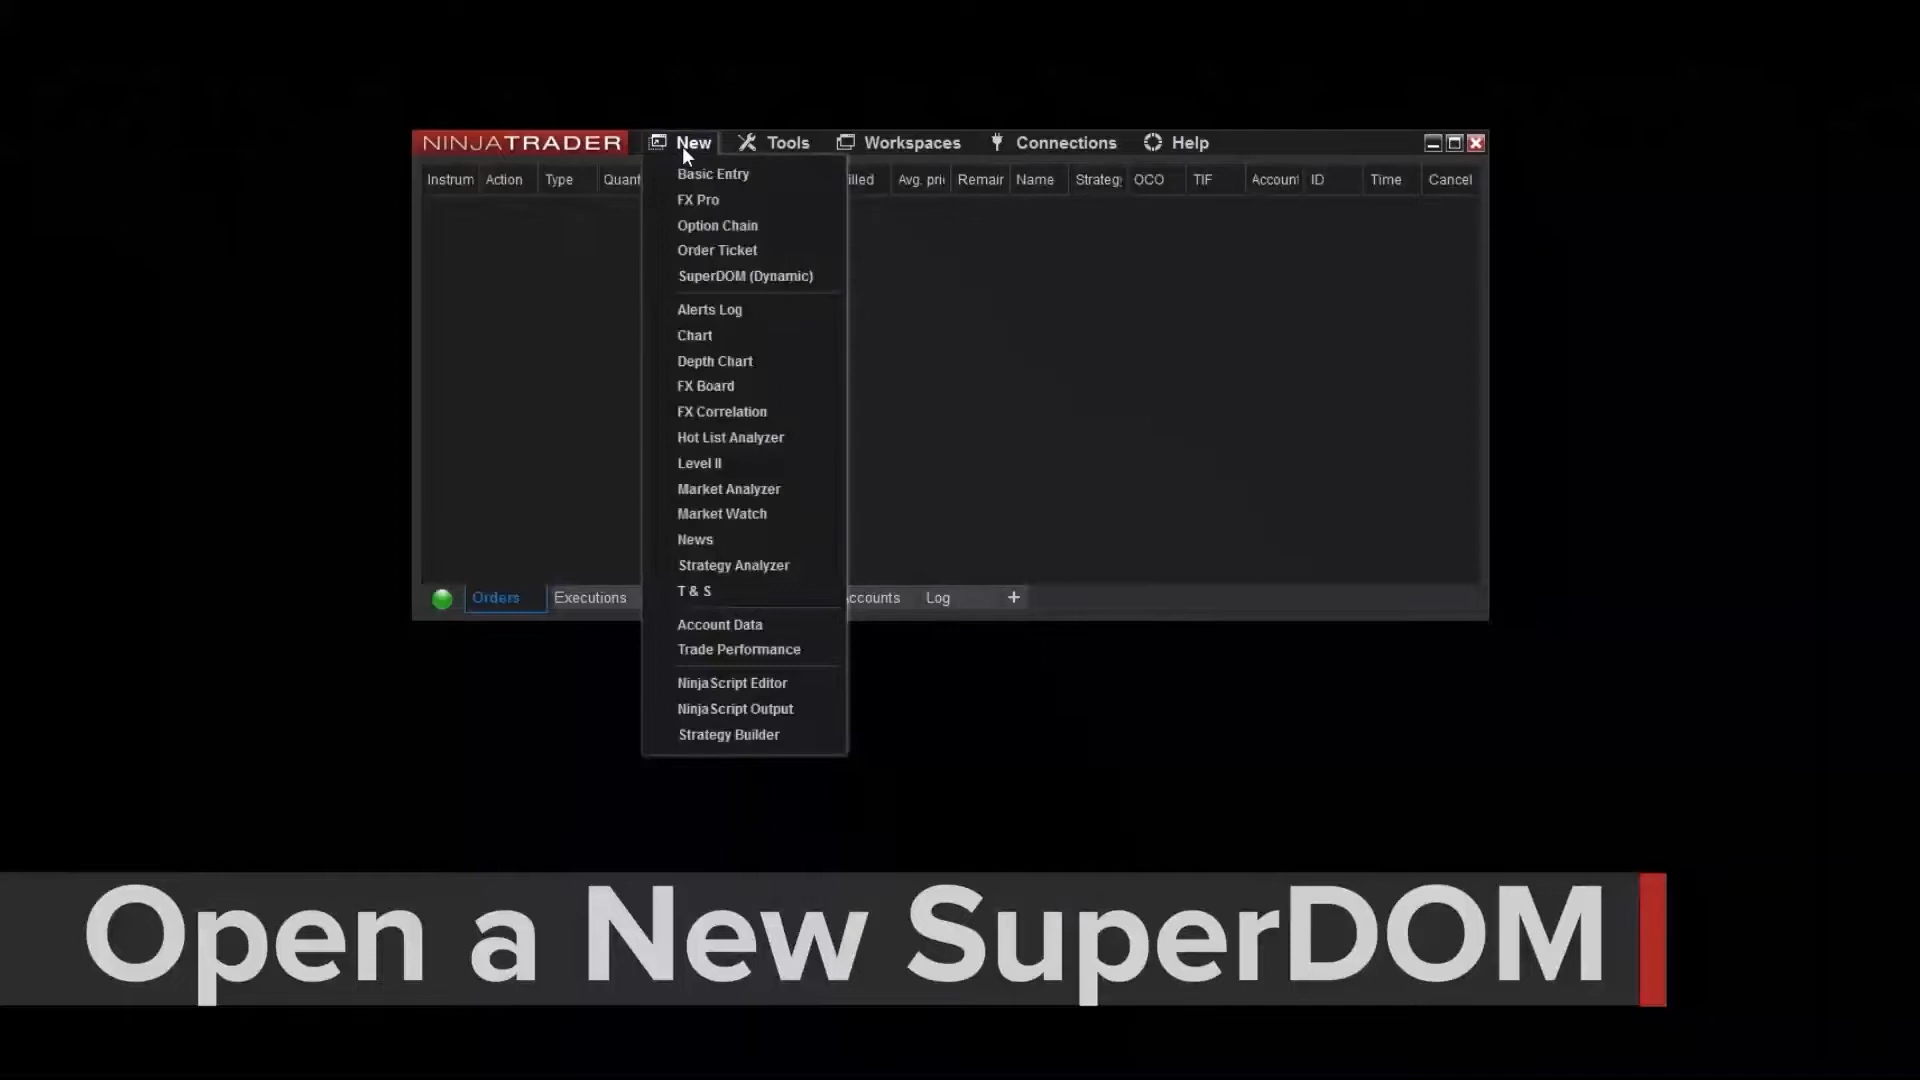 NINJATRADER New Tools Workspaces Connections Help
Instrum Action Type Quant illed Avg. pri Remair Name Strateg OCO TIF Account ID Time Cancel
Basic Entry
FX Pro
Option Chain
Order Ticket
SuperDOM (Dynamic)
Alerts Log
Chart
Depth Chart
FX Board
FX Correlation
Hot List Analyzer
Level II
Market Analyzer
Market Watch
News
Strategy Analyzer
T & S
Orders Executions ccounts Log +
Account Data
Trade Performance
NinjaScript Editor
NinjaScript Output
Strategy Builder
Open a New SuperDOM